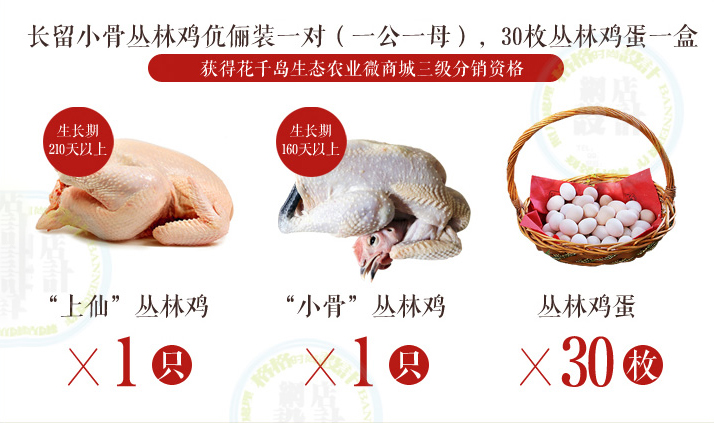 长留小骨丛林鸡伉俪装一对（一公一母），30枚丛林鸡蛋一盒
获得花千岛生态农业微商城三级分销资格
生长期
210天以上
生长期
160天以上
“上仙”丛林鸡
“小骨”丛林鸡
丛林鸡蛋
×1只
×1只
×30枚